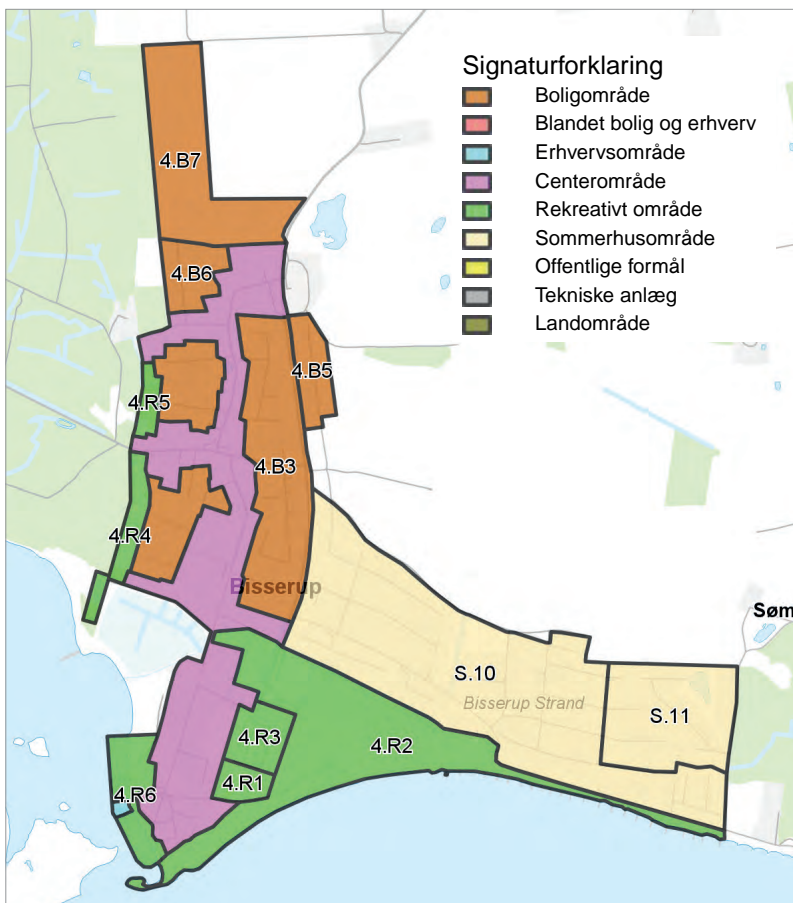 Signaturforklaring
Boligområde
Blandet bolig og erhverv
Erhvervsområde
Centerområde
Rekreativt område
Sommerhusområde
Offentlige formål
Tekniske anlæg
Landområde
4.B7
4.B6
4.B5
4.R5
4.B3
4.R4
Bisserup
Søm
S.10
Bisserup Strand
S.11
4.R3
4.R2
4.R1
4.R6